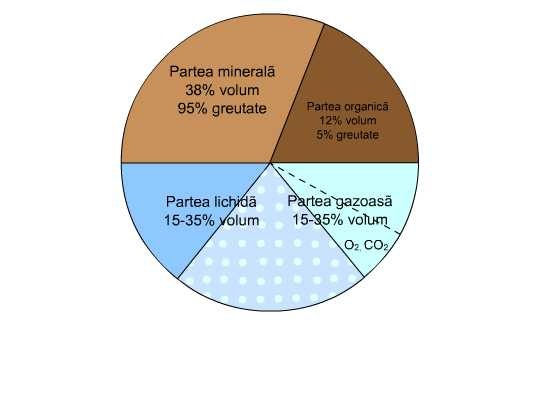 Partea minerală
38% volum
95% greutate
Partea organică
12% volum
5% greutate
Partea lichidă
15-35% volum
Partea gazoasă
15-35% volum
O₂, CO₂